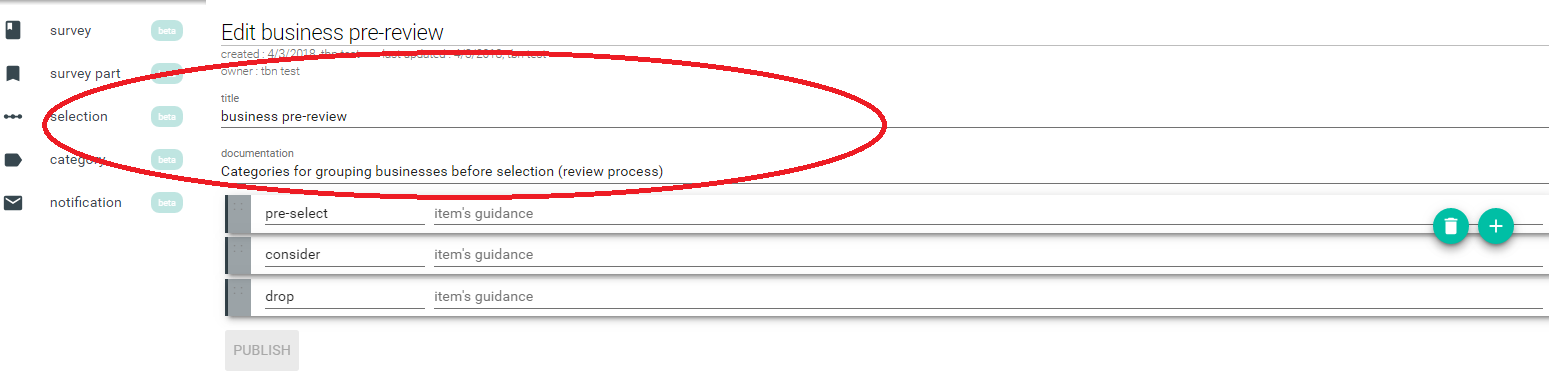 survey beta
survey part beta
selection beta
category beta
notification beta
Edit business pre-review
created : 4/3/2018, tbn test last updated : 4/3/2018, tbn test
owner : tbn test
title
business pre-review
documentation
Categories for grouping businesses before selection (review process)
pre-select item's guidance
consider item's guidance
drop item's guidance
PUBLISH